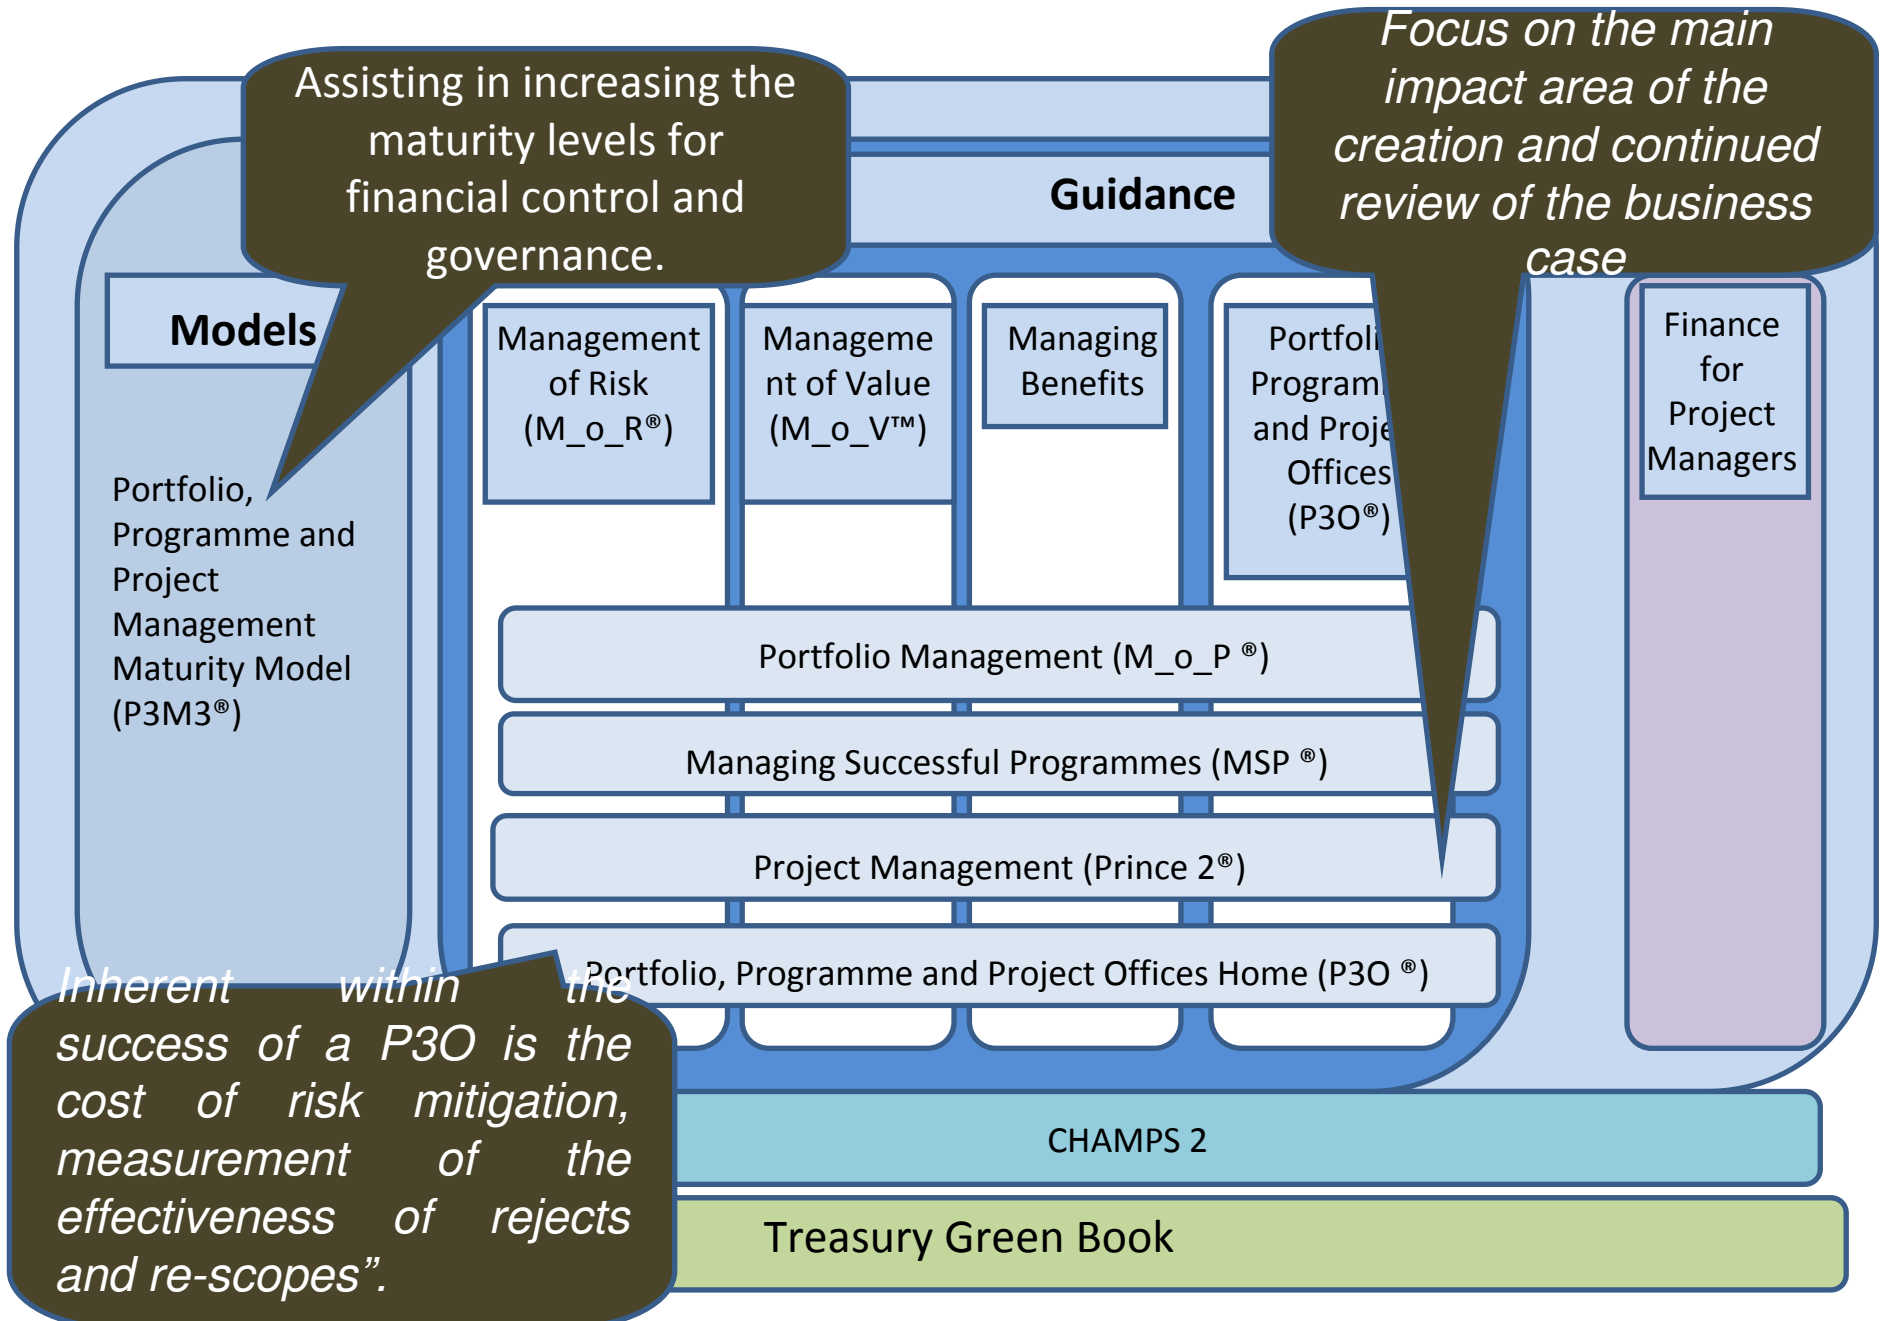 Assisting in increasing the
maturity levels for
financial control and
governance.
Focus on the main
impact area of the
creation and continued
review of the business
case
Guidance
Models
Portfolio,
Programme and
Project
Management
Maturity Model
(P3M3®)
Management
of Risk
(M_o_R®)
Manageme
nt of Value
(M_o_V™)
Managing
Benefits
Portfoli
Program
and Proje
Offices
(P3O®)
Finance
for
Project
Managers
Portfolio Management (M_o_P ®)
Managing Successful Programmes (MSP ®)
Project Management (Prince 2®)
Portfolio, Programme and Project Offices Home (P3O ®)
Inherent within the
success of a P3O is the
cost of risk mitigation,
measurement of the
effectiveness of rejects
and re-scopes”.
CHAMPS 2
Treasury Green Book